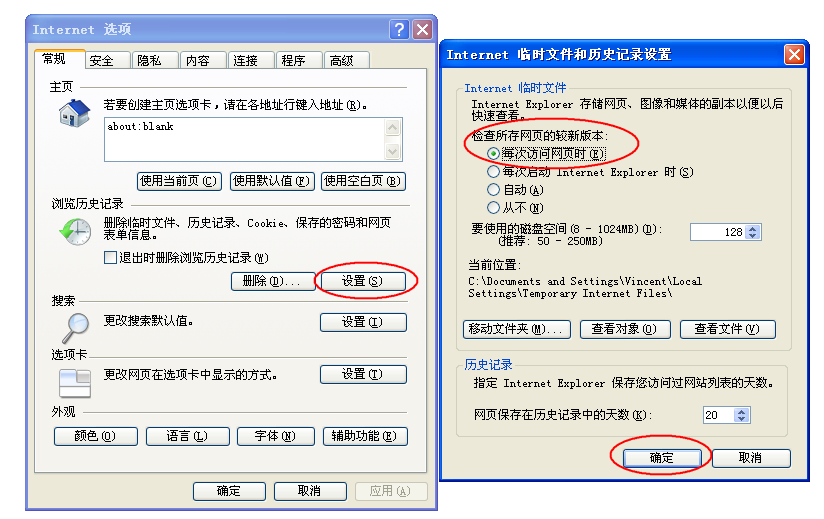 Internet 选项
常规
安全
隐私
内容
连接
程序
高级
主页
若要创建主页选项卡，请在各地址行键入地址(R)。
about:blank
使用当前页(C)
使用默认值(F)
使用空白页(B)
浏览历史记录
删除临时文件、历史记录、Cookie、保存的密码和网页
表单信息。
退出时删除浏览历史记录(W)
删除(D)...
设置(S)
搜索
更改搜索默认值。
设置(I)
选项卡
更改网页在选项卡中显示的方式。
设置(T)
外观
颜色(O)
语言(L)
字体(N)
辅助功能(E)
确定
取消
应用(A)
Internet 临时文件和历史记录设置
Internet 临时文件
Internet Explorer 存储网页、图像和媒体的副本以便以后
快速查看。
检查所存网页的较新版本:
每次访问网页时(E)
每次启动 Internet Explorer 时(S)
自动(A)
从不(N)
要使用的磁盘空间(8 - 1024MB)(D):
(推荐: 50 - 250MB)
128
当前位置:
C:\Documents and Settings\Vincent\Local
Settings\Temporary Internet Files\
移动文件夹(M)...
查看对象(O)
查看文件(V)
历史记录
指定 Internet Explorer 保存您访问过网站列表的天数。
网页保存在历史记录中的天数(K):
20
确定
取消